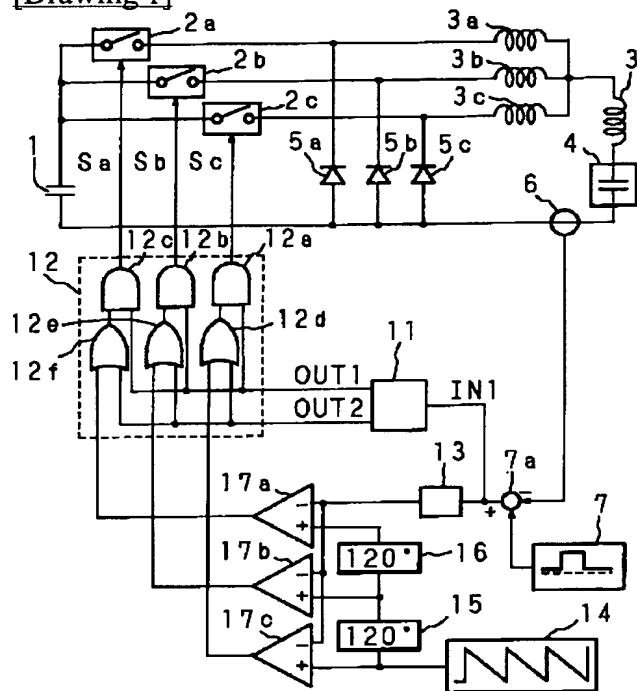 [Drawing 1]
2a 3a
2b 3b 3
2c 3c
1 Sa Sb Sc 5a 5b 5c 4
6
12 12c 12b 12a
12e 12d
12f 11
OUT1 IN1
OUT2
13 7a
17a − − +
+ 7
17b − 120° 16
+ 15
17c − 120° 14
+